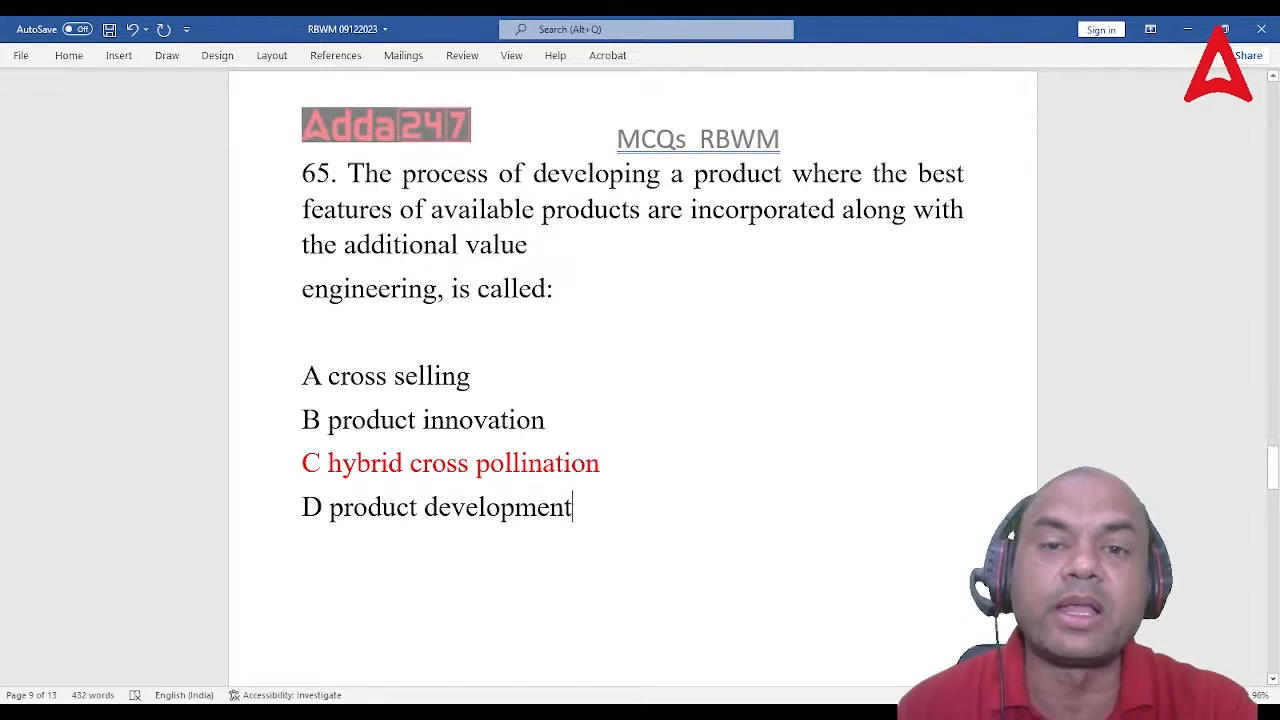 AutoSave Off RBWM 09122023 Search (Alt+Q) Sign in
File Home Insert Draw Design Layout References Mailings Review View Help Acrobat Share
Adda247
MCQs RBWM
65. The process of developing a product where the best
features of available products are incorporated along with
the additional value
engineering, is called:
A cross selling
B product innovation
C hybrid cross pollination
D product development
Page 9 of 13 432 words English (India) Accessibility: Investigate 96%